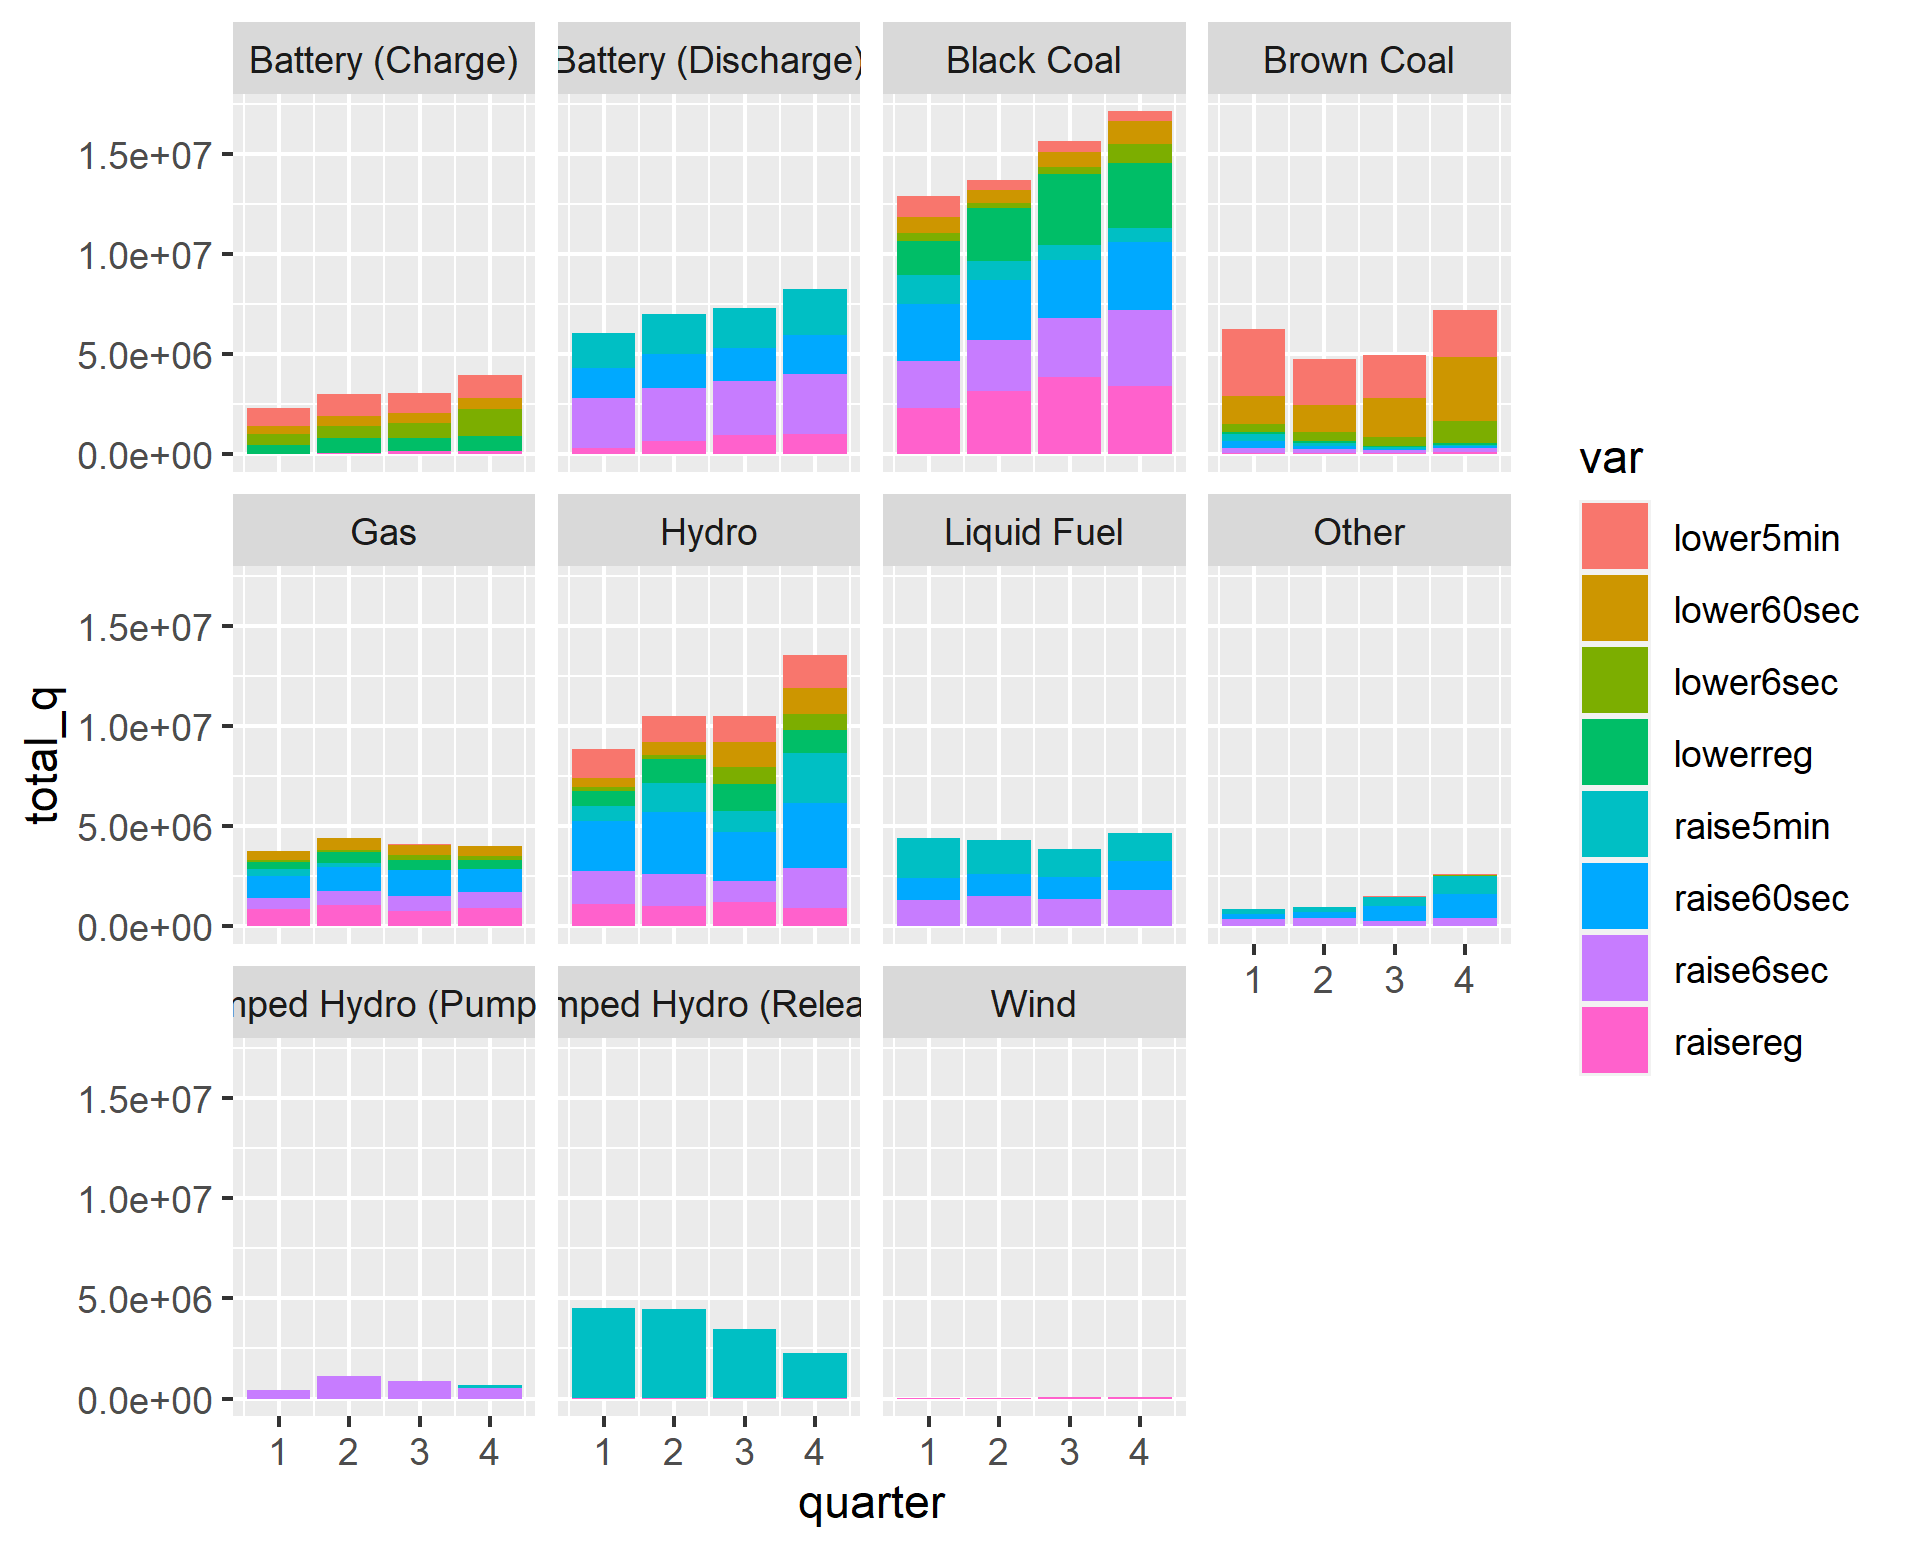 Battery (Charge)
Battery (Discharge)
Black Coal
Brown Coal
1.5e+07
1.0e+07
5.0e+06
0.0e+00
Gas
Hydro
Liquid Fuel
Other
1.5e+07
1.0e+07
5.0e+06
0.0e+00
1 2 3 4
mped Hydro (Pump
mped Hydro (Relea
Wind
1.5e+07
1.0e+07
5.0e+06
0.0e+00
1 2 3 4
1 2 3 4
1 2 3 4
quarter
total_q
var
lower5min
lower60sec
lower6sec
lowerreg
raise5min
raise60sec
raise6sec
raisereg